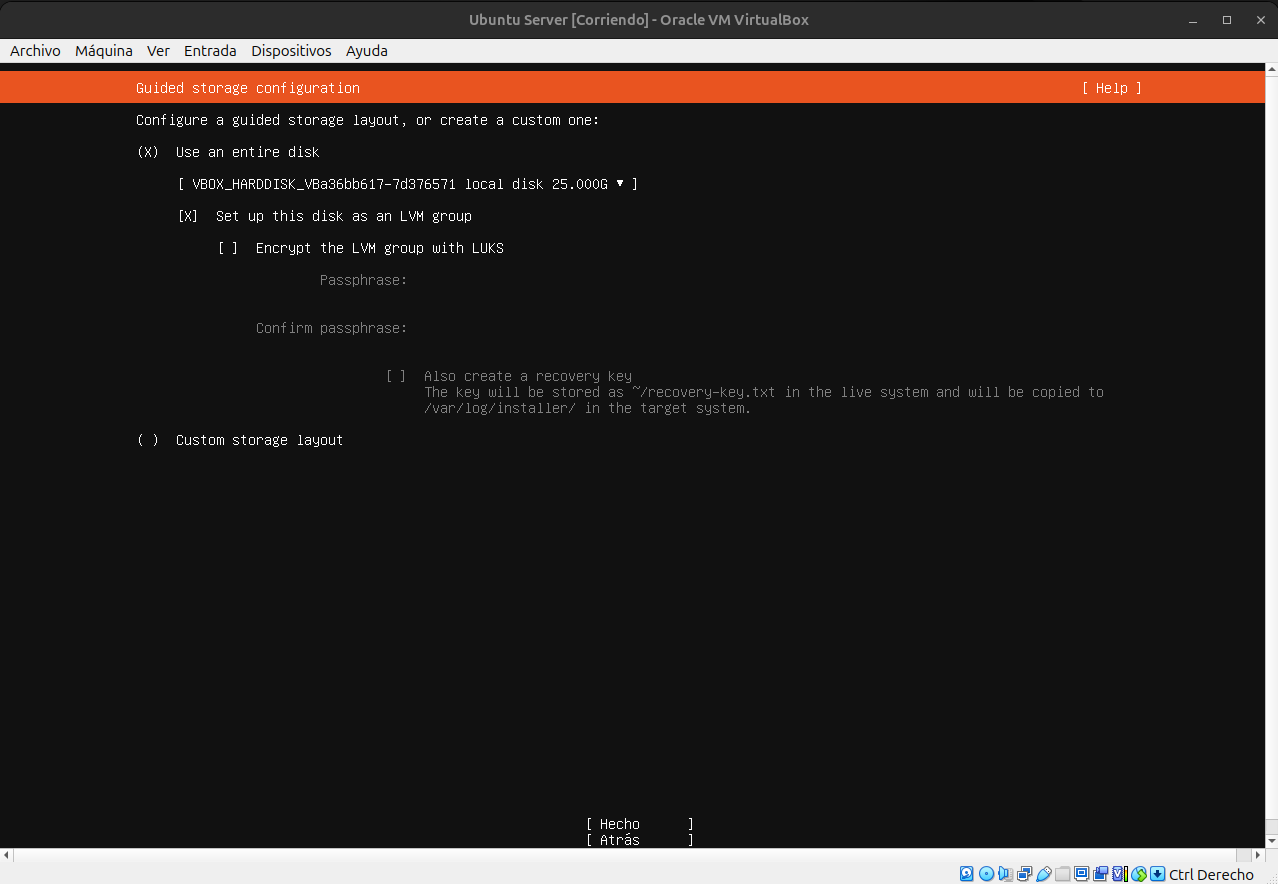 Ubuntu Server [Corriendo] - Oracle VM VirtualBox
Archivo Máquina Ver Entrada Dispositivos Ayuda
Guided storage configuration [ Help ]
Configure a guided storage layout, or create a custom one:
(X) Use an entire disk
[ VBOX_HARDDISK_VBa36bb617-7d376571 local disk 25.000G ▾ ]
[X] Set up this disk as an LVM group
[ ] Encrypt the LVM group with LUKS
Passphrase:
Confirm passphrase:
[ ] Also create a recovery key
The key will be stored as ~/recovery-key.txt in the live system and will be copied to
/var/log/installer/ in the target system.
( ) Custom storage layout
[ Hecho ]
[ Atrás ]
Ctrl Derecho